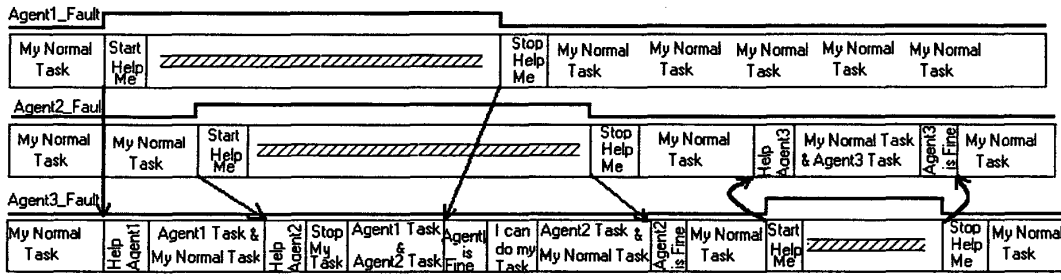 Agent1_Fault
My Normal Task
Start Help Me
Stop Help Me
My Normal Task
My Normal Task
My Normal Task
My Normal Task
My Normal Task
Agent2_Faul
My Normal Task
My Normal Task
Start Help Me
Stop Help Me
My Normal Task
Help Agent3
My Normal Task & Agent3 Task
Agent3 is Fine
My Normal Task
Agent3_Fault
My Normal Task
Help Agent1
Agent1 Task & My Normal Task
Help Agent2
Stop My Task
Agent1 Task & Agent2 Task
Agent1 is Fine
I can do my Task
Agent2 Task & My Normal Task
Agent2 is Fine
My Normal Task
Start Help Me
Stop Help Me
My Normal Task